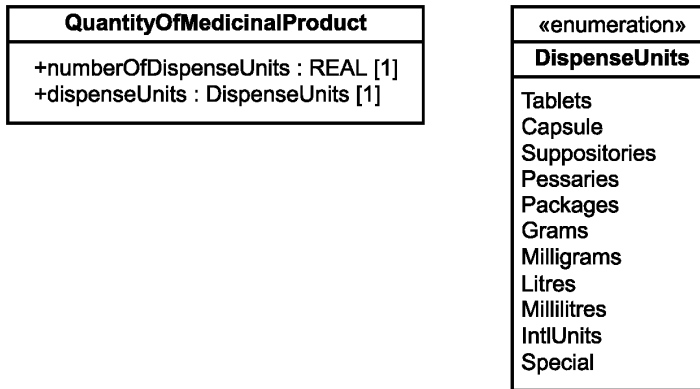 QuantityOfMedicinalProduct
+numberOfDispenseUnits : REAL [1]
+dispenseUnits : DispenseUnits [1]
«enumeration»
DispenseUnits
Tablets
Capsule
Suppositories
Pessaries
Packages
Grams
Milligrams
Litres
Millilitres
IntlUnits
Special